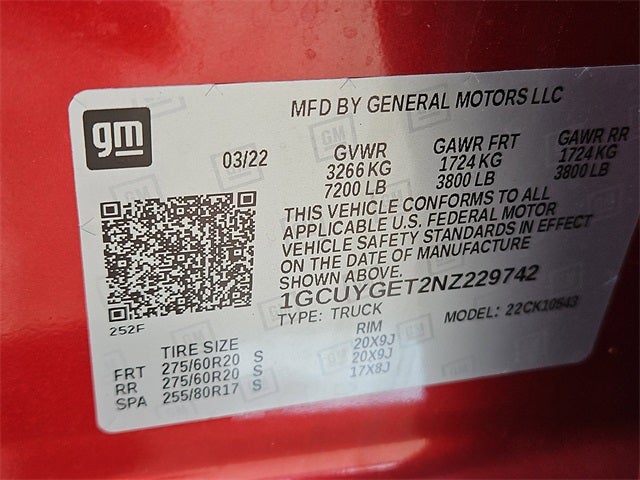 MFD BY GENERAL MOTORS LLC
gm
03/22
GVWR GAWR FRT GAWR RR
3266 KG 1724 KG 1724 KG
7200 LB 3800 LB 3800 LB
THIS VEHICLE CONFORMS TO ALL
APPLICABLE U.S. FEDERAL MOTOR
VEHICLE SAFETY STANDARDS IN EFFECT
ON THE DATE OF MANUFACTURE
SHOWN ABOVE.
1GCUYGET2NZ229742
252F
TYPE: TRUCK MODEL: 22CK10543
TIRE SIZE RIM
FRT 275/60R20 S 20X9J
RR 275/60R20 S 20X9J
SPA 255/80R17 S 17X8J